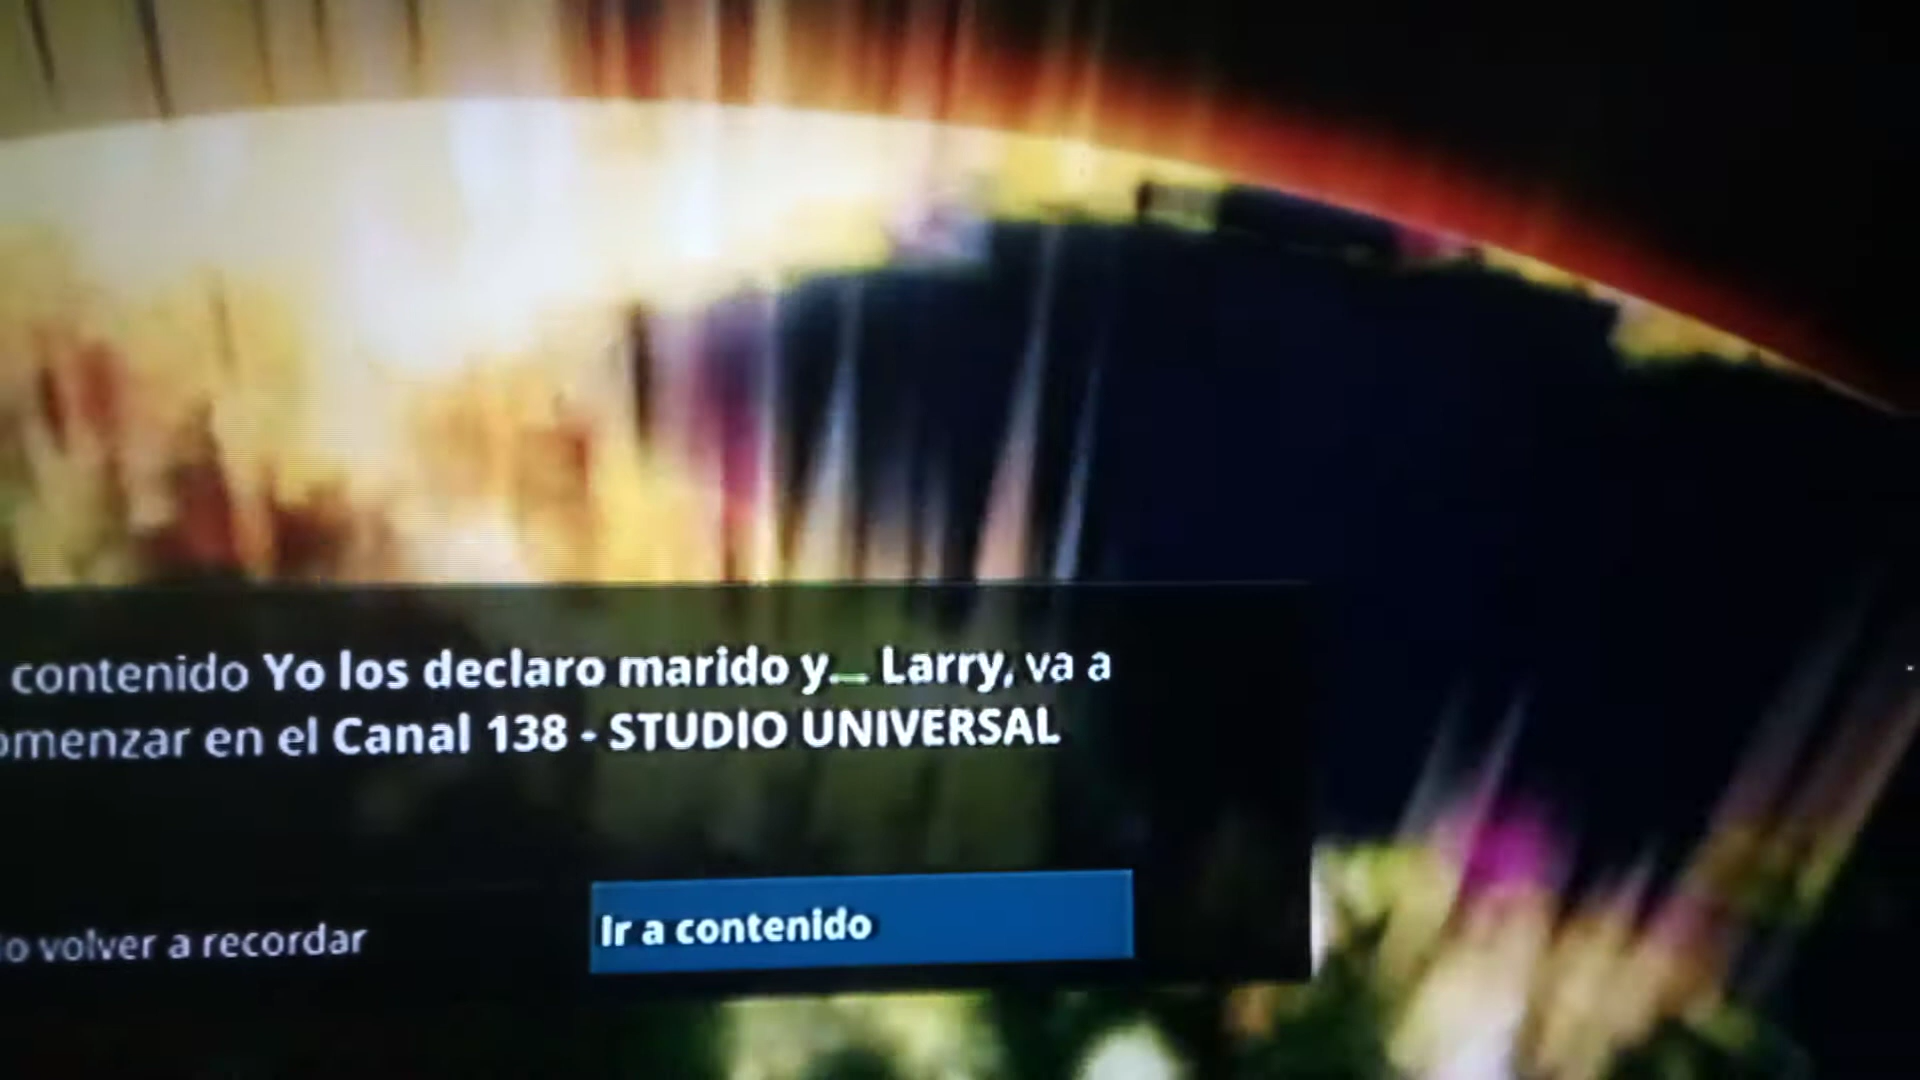 contenido Yo los declaro marido y... Larry, va a
omenzar en el Canal 138 - STUDIO UNIVERSAL
o volver a recordar
Ir a contenido